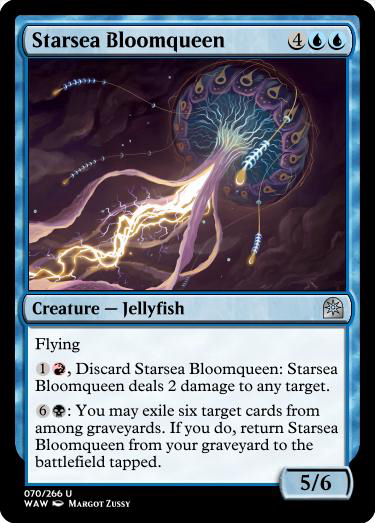 Starsea Bloomqueen 4
Creature — Jellyfish
Flying
1, Discard Starsea Bloomqueen: Starsea
Bloomqueen deals 2 damage to any target.
6: You may exile six target cards from
among graveyards. If you do, return Starsea
Bloomqueen from your graveyard to the
battlefield tapped.
5/6
070/266 U
WAW MARGOT ZUSSY